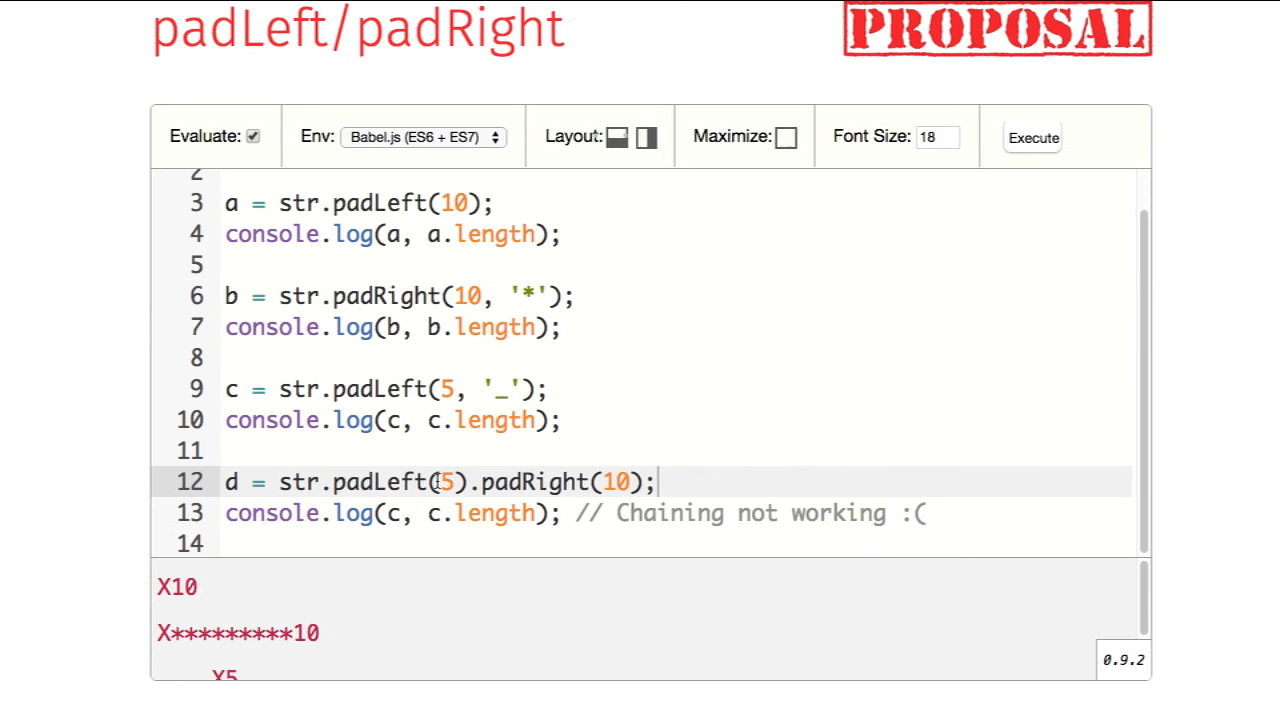 padLeft/padRight
PROPOSAL
Evaluate: Env: Babel.js (ES6 + ES7) Layout: Maximize: Font Size: 18 Execute
2
3 a = str.padLeft(10);
4 console.log(a, a.length);
5
6 b = str.padRight(10, '*');
7 console.log(b, b.length);
8
9 c = str.padLeft(5, '_');
10 console.log(c, c.length);
11
12 d = str.padLeft(5).padRight(10);
13 console.log(c, c.length); // Chaining not working :(
14
X10
X*********10
X5
0.9.2